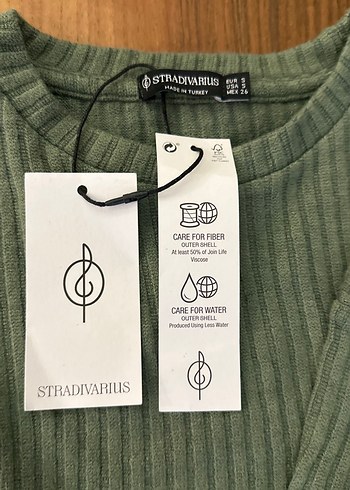 STRADIVARIUS
MADE IN TURKEY
EUR S
USA S
MEX 26
CARE FOR FIBER
OUTER SHELL
At least 50% of Join Life
Viscose
CARE FOR WATER
OUTER SHELL
Produced Using Less Water
STRADIVARIUS